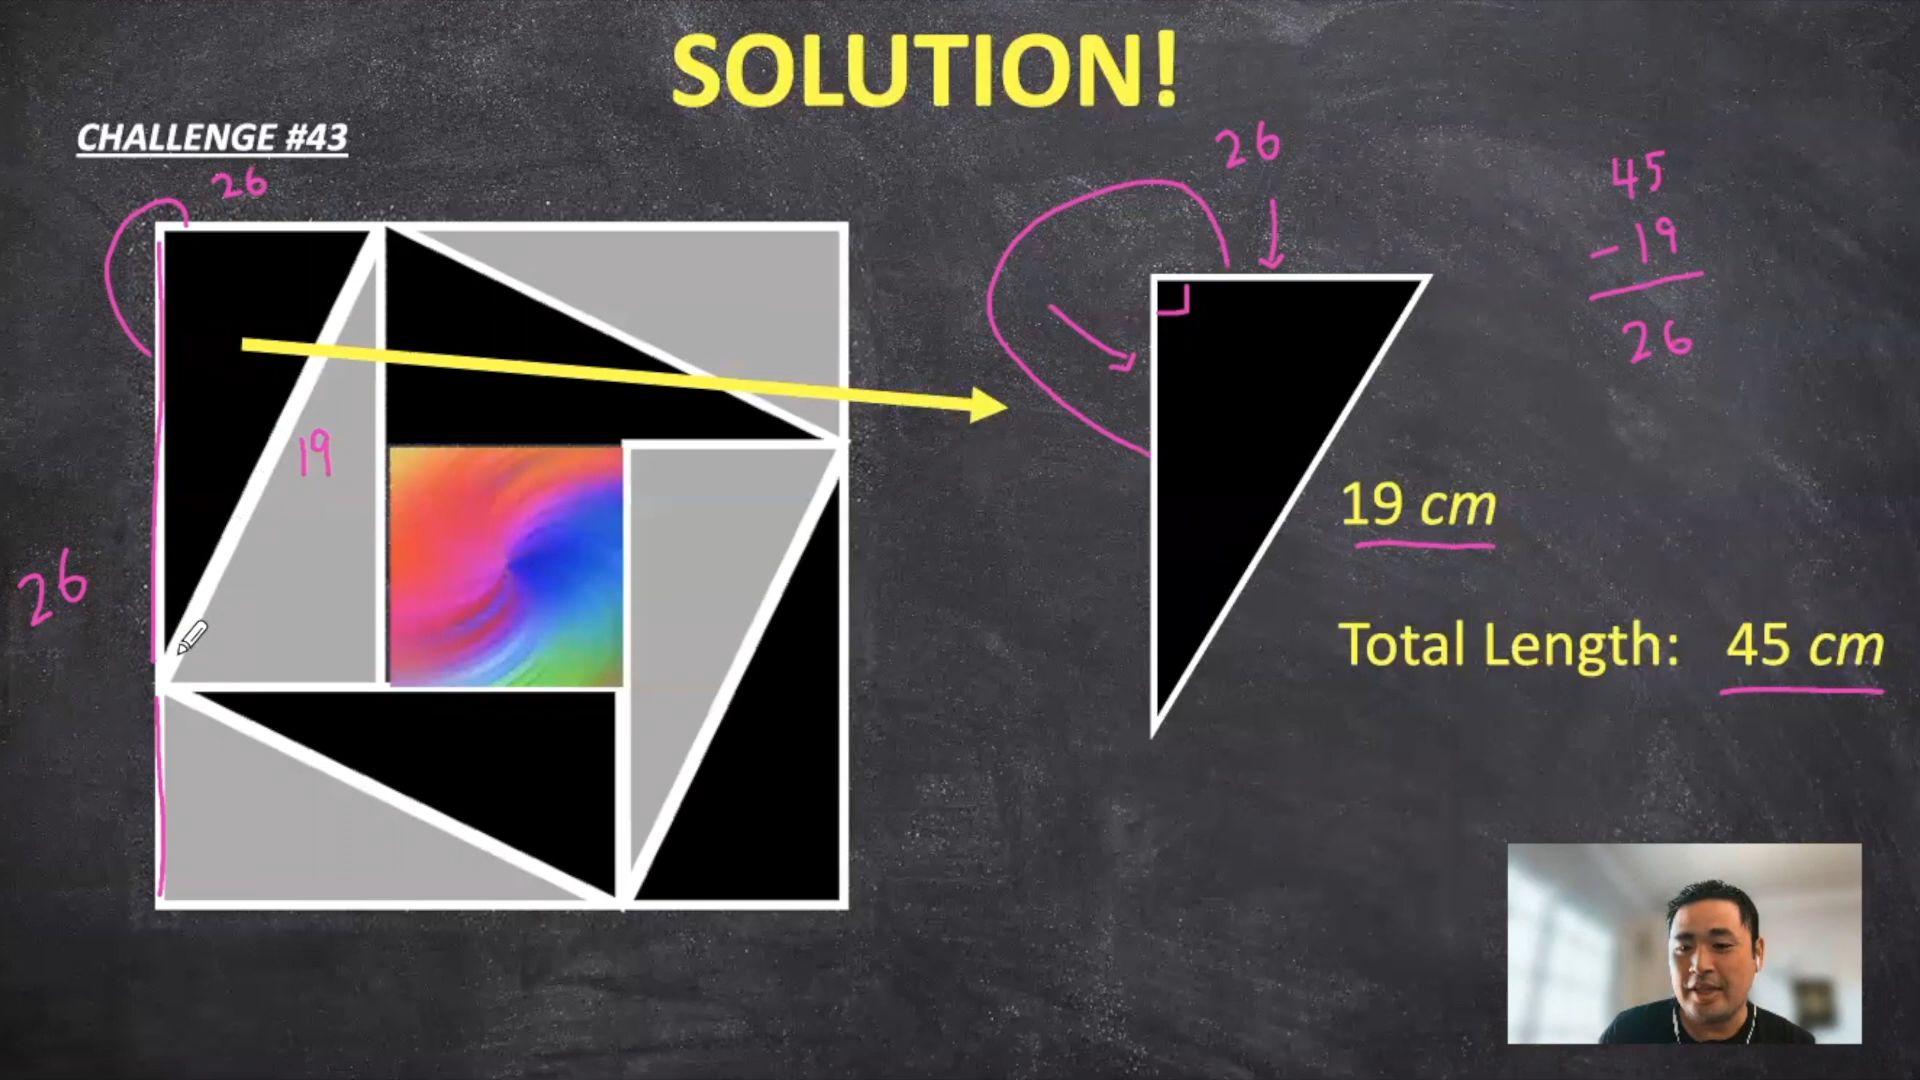 SOLUTION!
CHALLENGE #43
26
26
45
-19
26
19
19 cm
26
Total Length: 45 cm